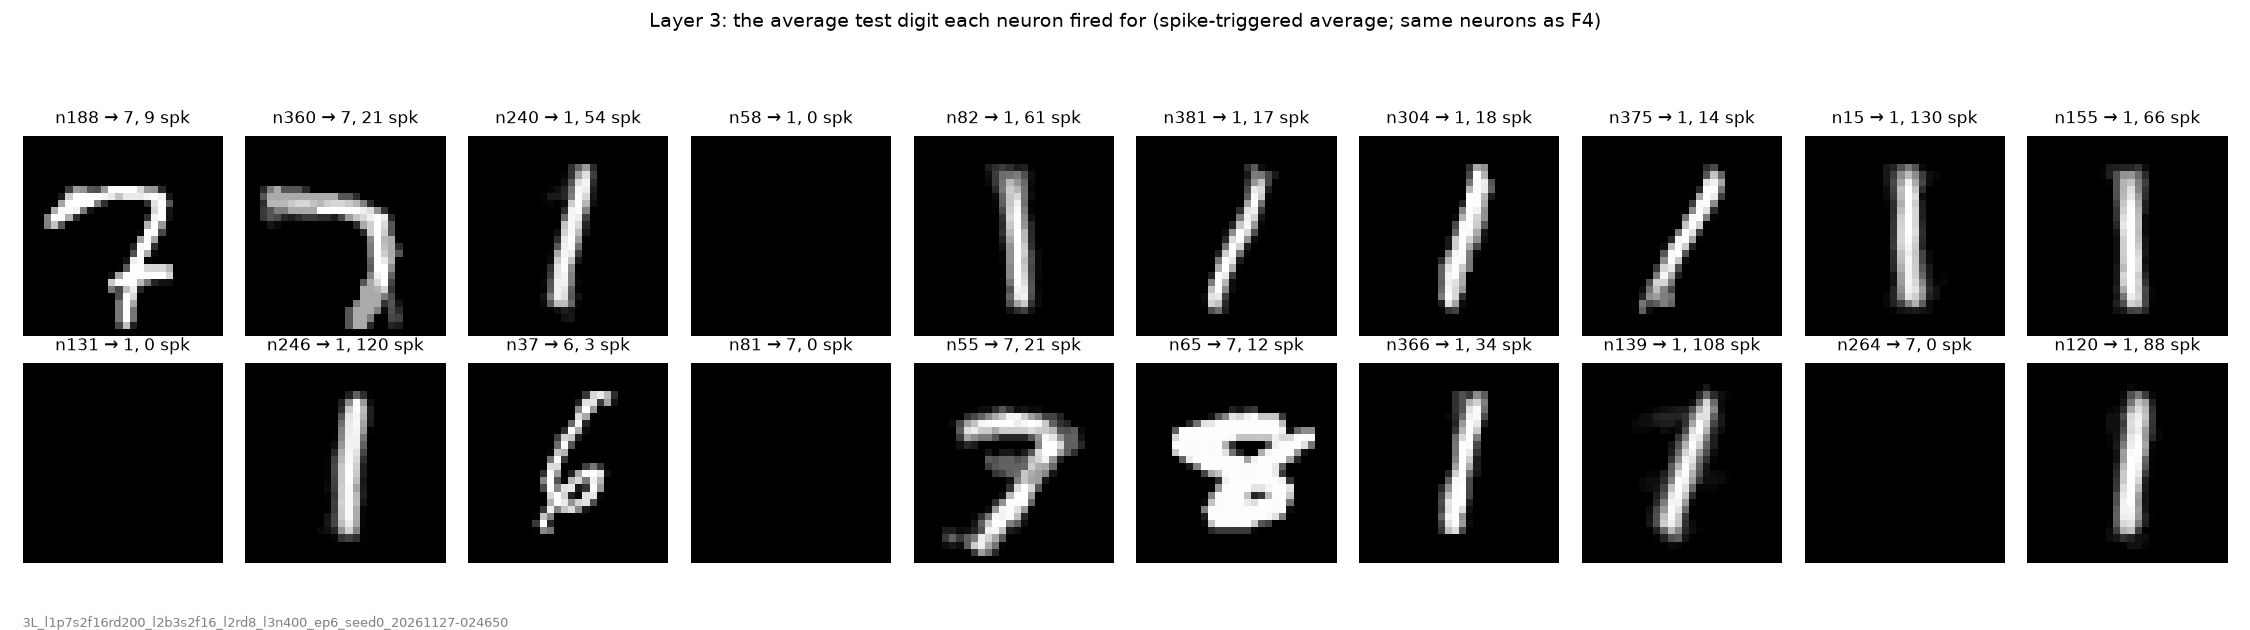 Layer 3: the average test digit each neuron fired for (spike-triggered average; same neurons as F4)
n188 → 7, 9 spk
n360 → 7, 21 spk
n240 → 1, 54 spk
n58 → 1, 0 spk
n82 → 1, 61 spk
n381 → 1, 17 spk
n304 → 1, 18 spk
n375 → 1, 14 spk
n15 → 1, 130 spk
n155 → 1, 66 spk
n131 → 1, 0 spk
n246 → 1, 120 spk
n37 → 6, 3 spk
n81 → 7, 0 spk
n55 → 7, 21 spk
n65 → 7, 12 spk
n366 → 1, 34 spk
n139 → 1, 108 spk
n264 → 7, 0 spk
n120 → 1, 88 spk
3L_l1p7s2f16rd200_l2b3s2f16_l2rd8_l3n400_ep6_seed0_20261127-024650